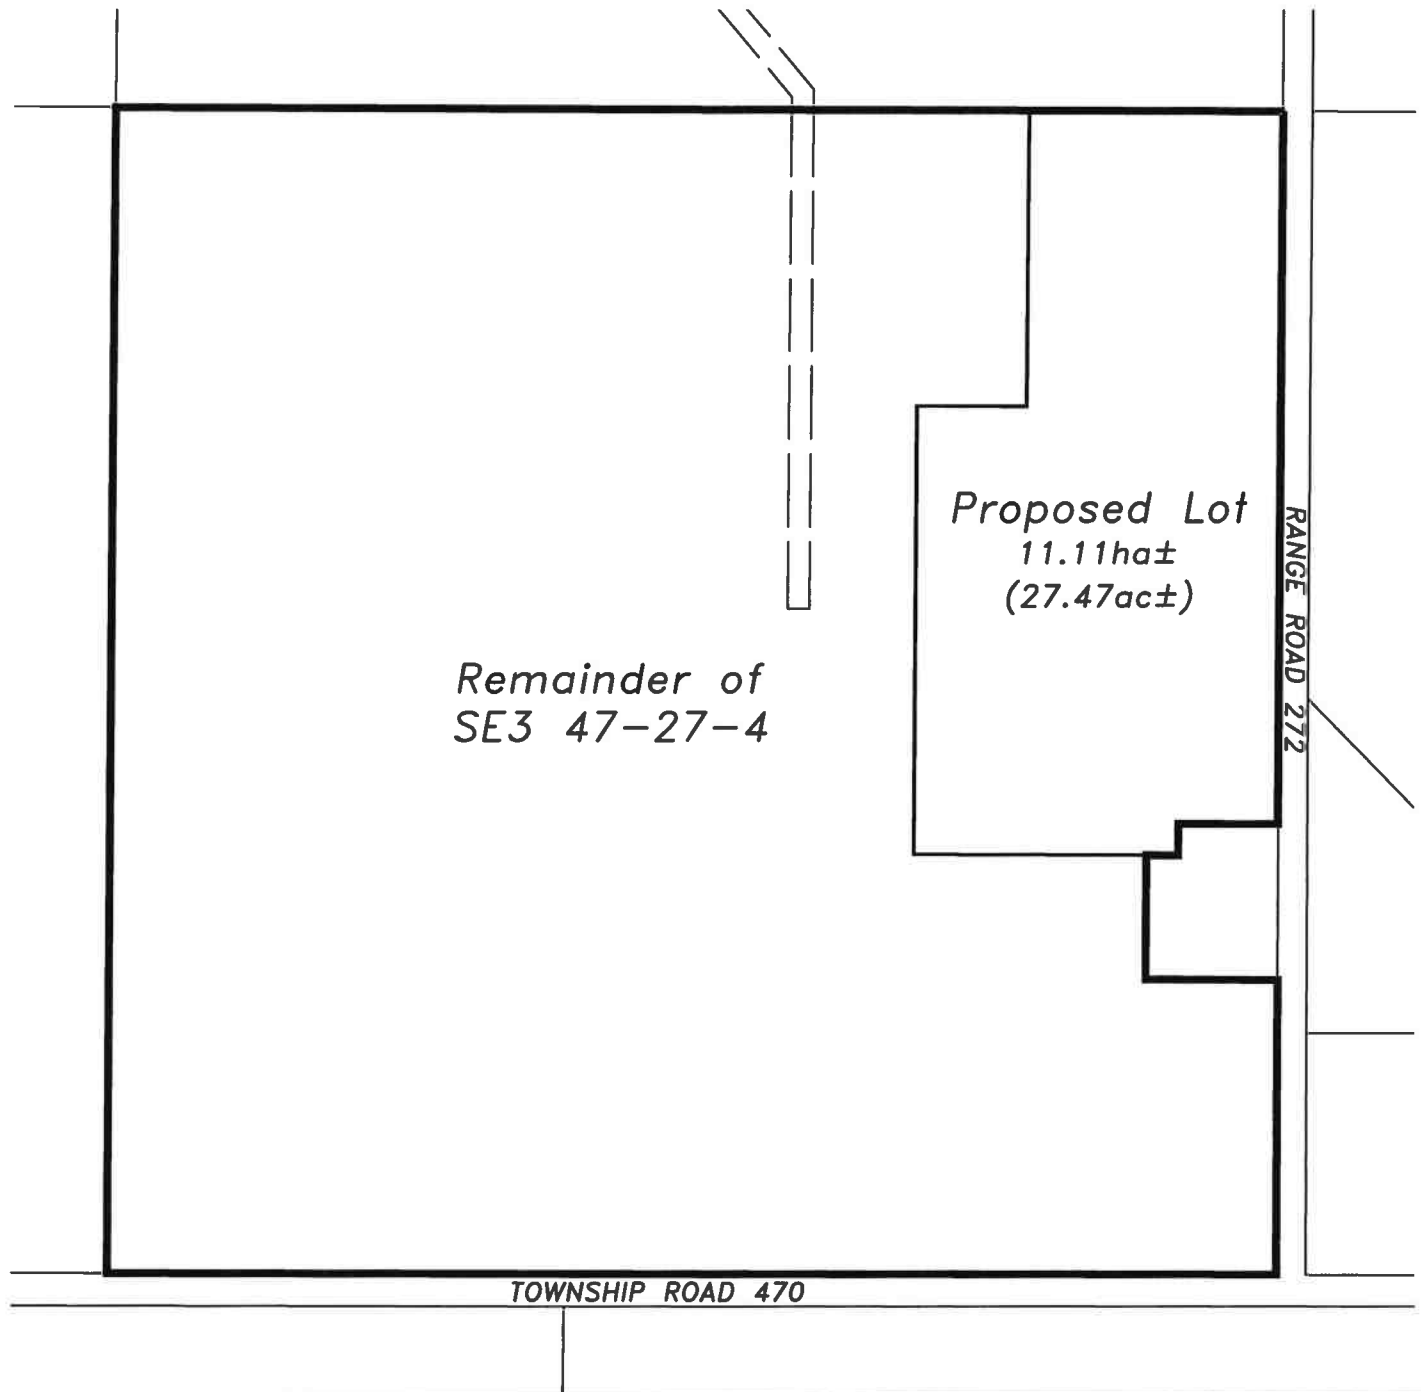 Proposed Lot
11.11ha±
(27.47ac±)
RANGE ROAD 272
Remainder of
SE3 47-27-4
TOWNSHIP ROAD 470